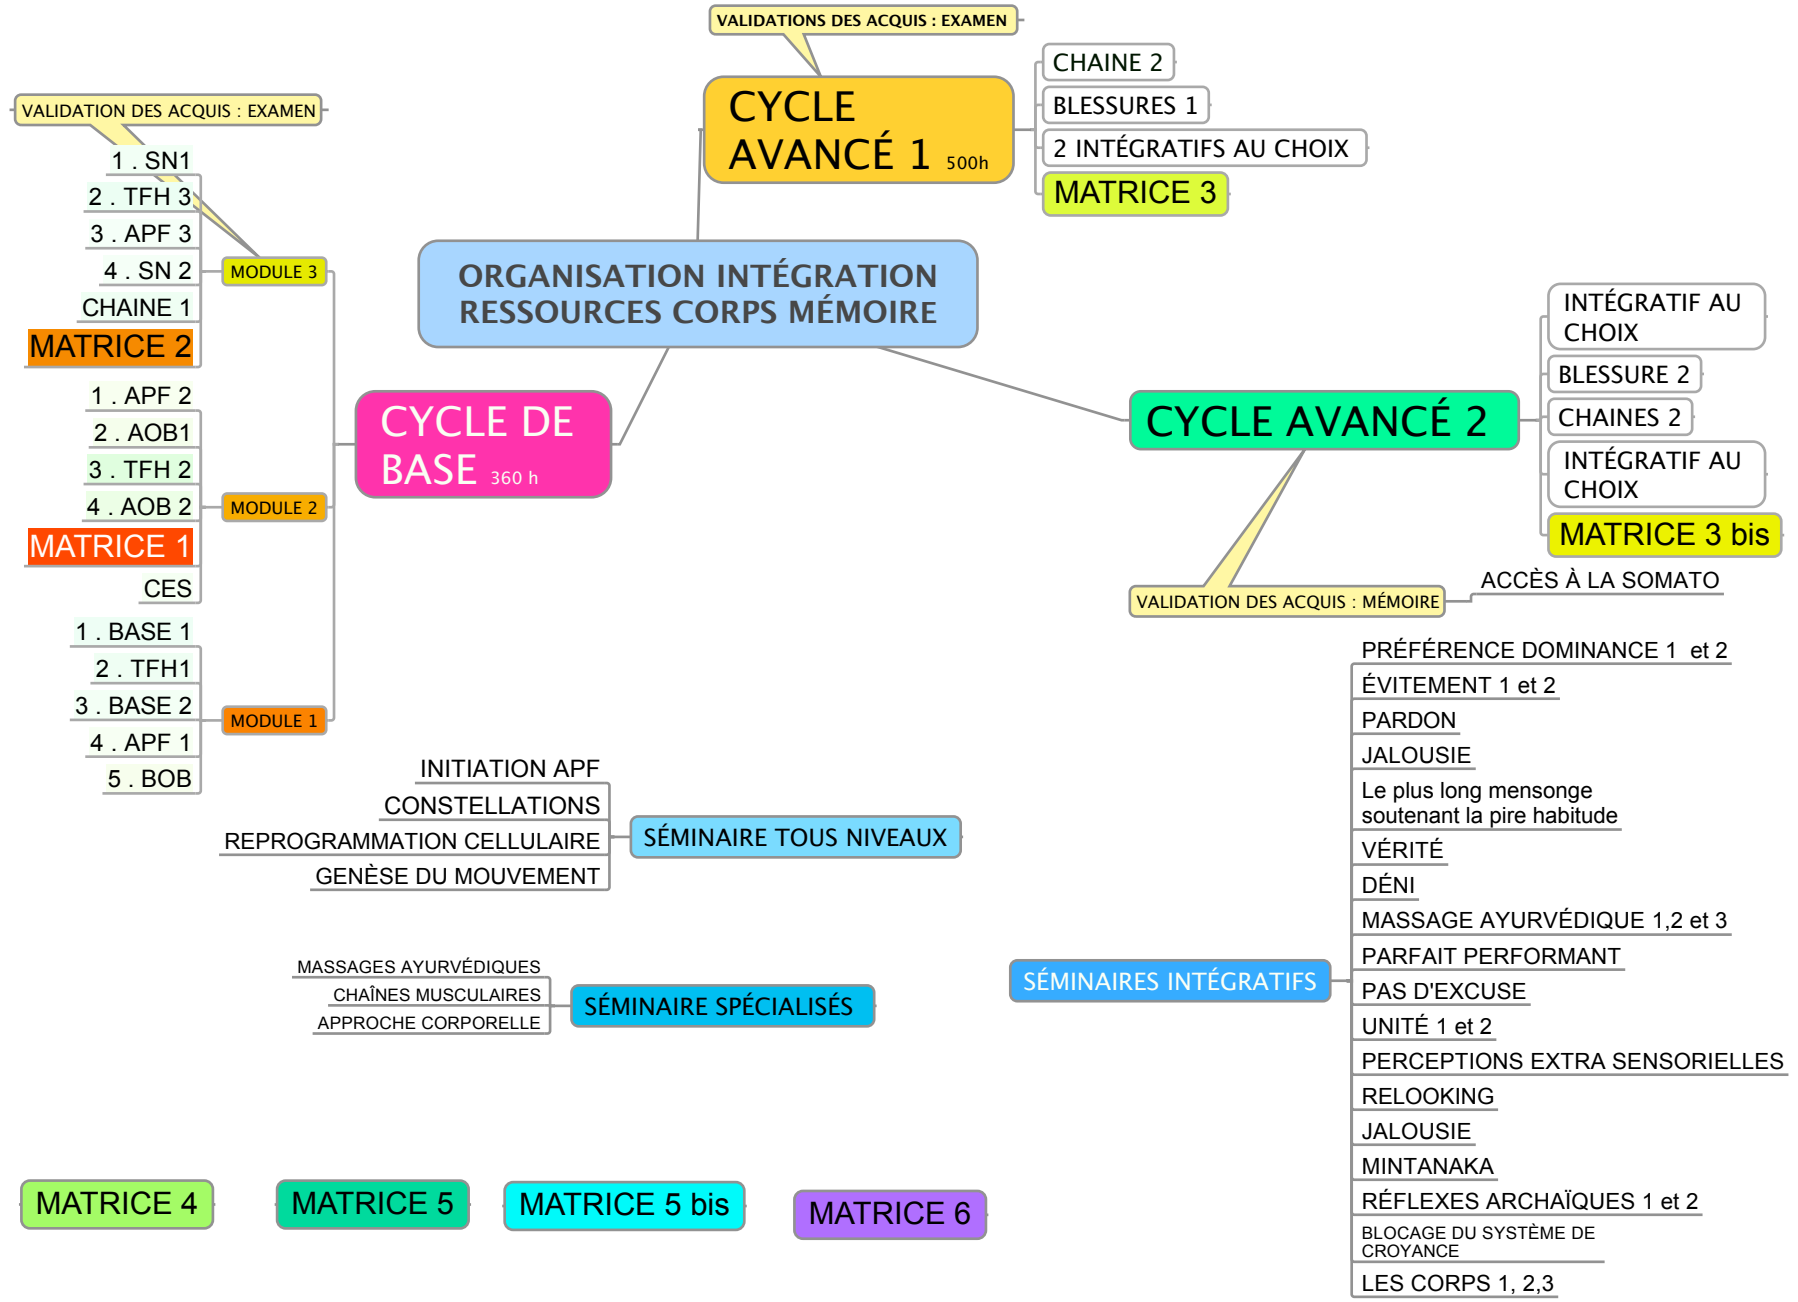 VALIDATIONS DES ACQUIS : EXAMEN
CYCLE
AVANCÉ 1 500h
CHAINE 2
BLESSURES 1
2 INTÉGRATIFS AU CHOIX
MATRICE 3
VALIDATION DES ACQUIS : EXAMEN
1 . SN1
2 . TFH 3
3 . APF 3
4 . SN 2
CHAINE 1
MATRICE 2
MODULE 3
ORGANISATION INTÉGRATION
RESSOURCES CORPS MÉMOIRE
1 . APF 2
2 . AOB1
3 . TFH 2
4 . AOB 2
MATRICE 1
CES
MODULE 2
CYCLE DE
BASE 360 h
1 . BASE 1
2 . TFH1
3 . BASE 2
4 . APF 1
5 . BOB
MODULE 1
CYCLE AVANCÉ 2
INTÉGRATIF AU
CHOIX
BLESSURE 2
CHAINES 2
INTÉGRATIF AU
CHOIX
MATRICE 3 bis
VALIDATION DES ACQUIS : MÉMOIRE
ACCÈS À LA SOMATO
INITIATION APF
CONSTELLATIONS
REPROGRAMMATION CELLULAIRE
GENÈSE DU MOUVEMENT
SÉMINAIRE TOUS NIVEAUX
MASSAGES AYURVÉDIQUES
CHAÎNES MUSCULAIRES
APPROCHE CORPORELLE
SÉMINAIRE SPÉCIALISÉS
SÉMINAIRES INTÉGRATIFS
PRÉFÉRENCE DOMINANCE 1 et 2
ÉVITEMENT 1 et 2
PARDON
JALOUSIE
Le plus long mensonge
soutenant la pire habitude
VÉRITÉ
DÉNI
MASSAGE AYURVÉDIQUE 1,2 et 3
PARFAIT PERFORMANT
PAS D'EXCUSE
UNITÉ 1 et 2
PERCEPTIONS EXTRA SENSORIELLES
RELOOKING
JALOUSIE
MINTANAKA
RÉFLEXES ARCHAÏQUES 1 et 2
BLOCAGE DU SYSTÈME DE
CROYANCE
LES CORPS 1, 2,3
MATRICE 4
MATRICE 5
MATRICE 5 bis
MATRICE 6